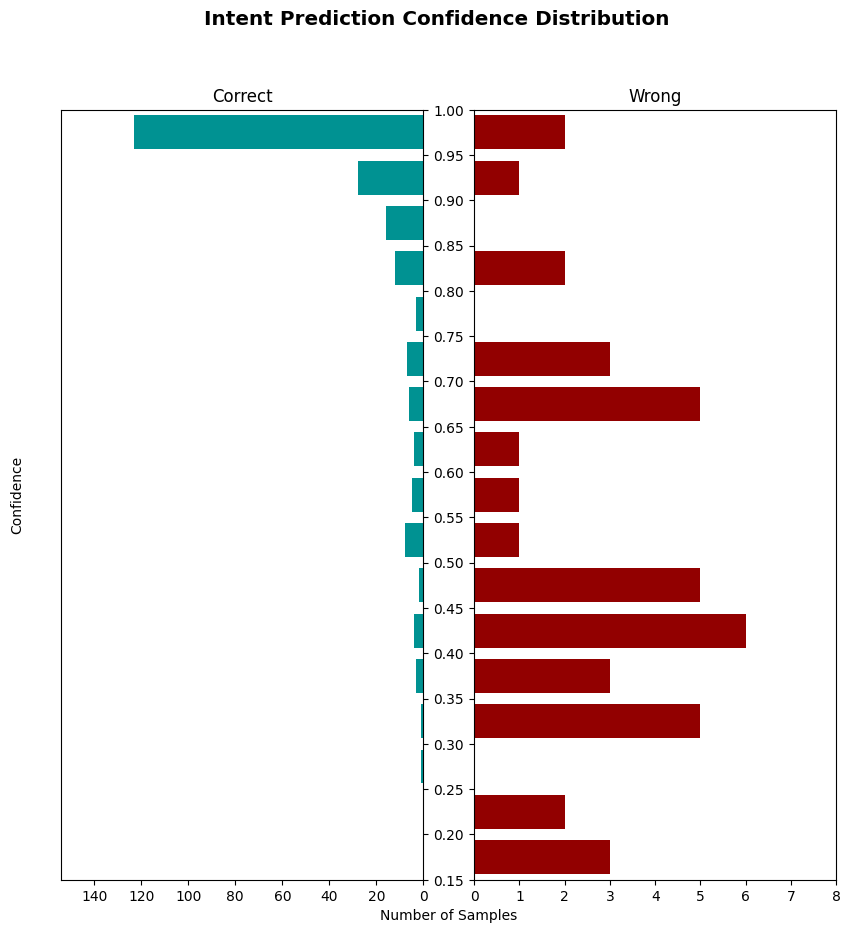 Intent Prediction Confidence Distribution
Correct
Wrong
1.00
0.95
0.90
0.85
0.80
0.75
0.70
0.65
0.60
0.55
0.50
0.45
0.40
0.35
0.30
0.25
0.20
0.15
Confidence
140 120 100 80 60 40 20 0
0 1 2 3 4 5 6 7 8
Number of Samples